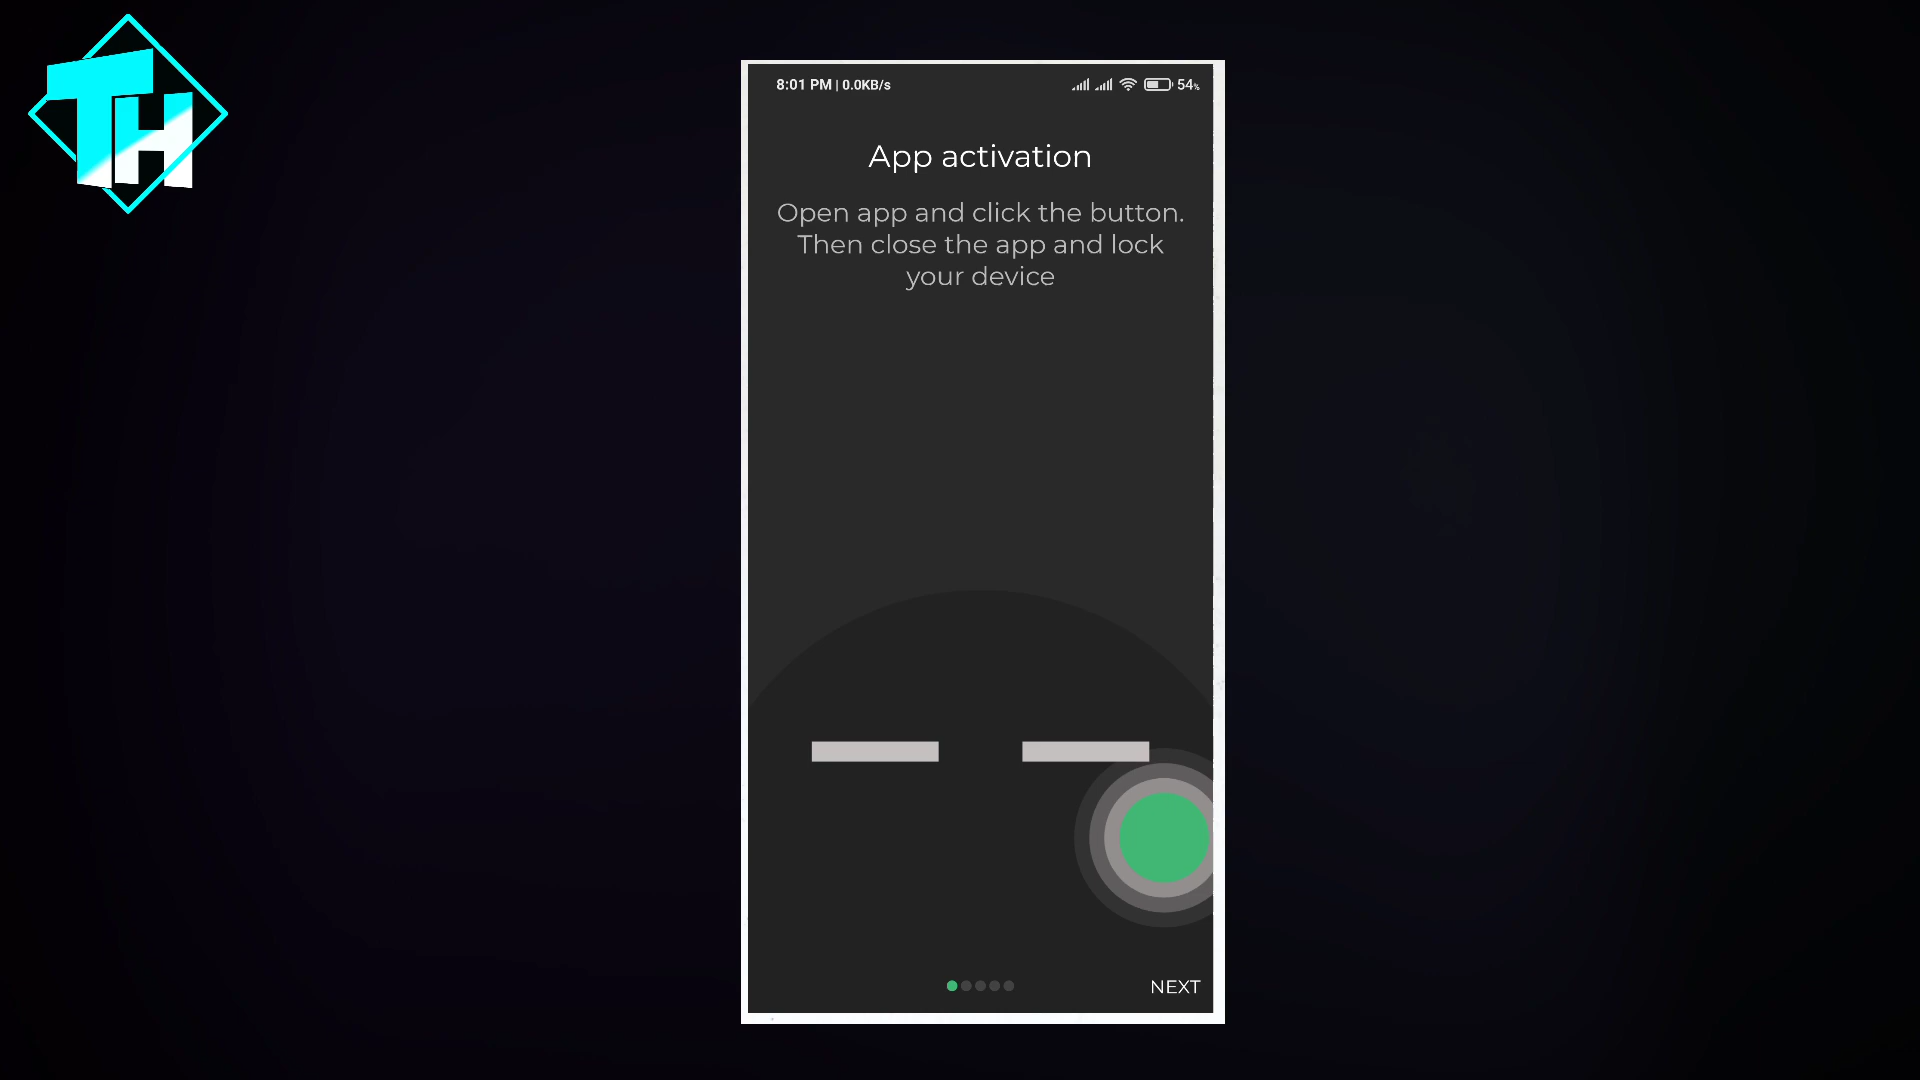 TH
8:01 PM | 0.0KB/s
54%
App activation
Open app and click the button.
Then close the app and lock
your device
NEXT